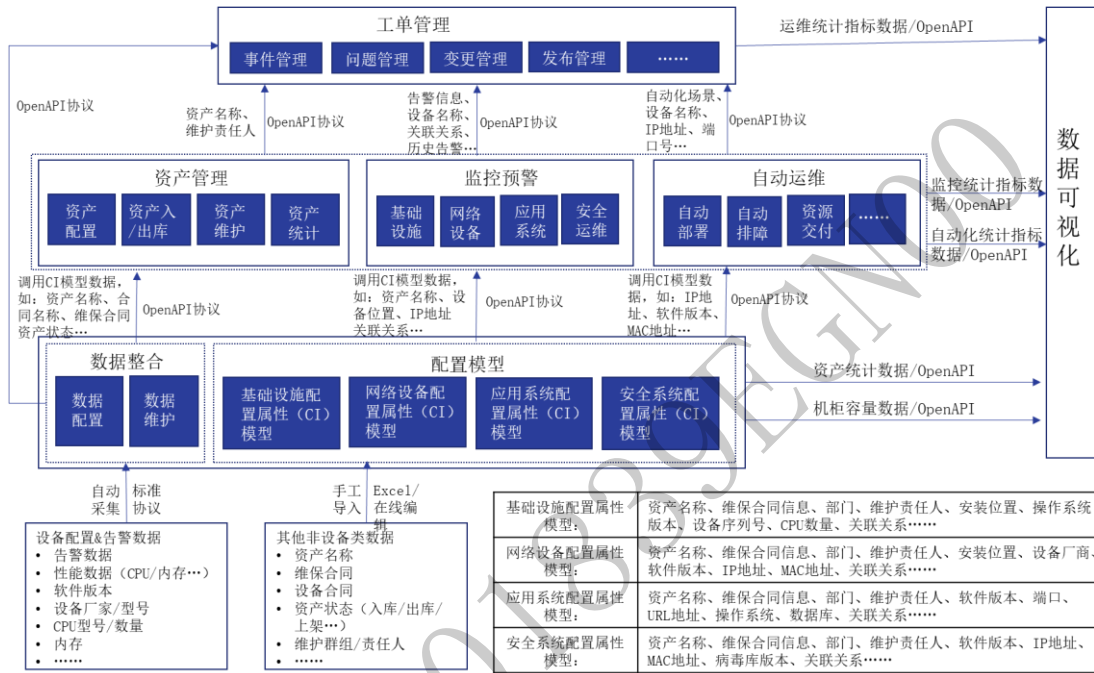 工单管理
事件管理
问题管理
变更管理
发布管理
……
运维统计指标数据/OpenAPI
OpenAPI协议
资产名称、
维护责任人
OpenAPI协议
告警信息、
设备名称、
关联关系、
历史告警…
OpenAPI协议
自动化场景、
设备名称、
IP地址、端
口号…
OpenAPI协议
数据可视化
资产管理
资产
配置
资产入
/出库
资产
维护
资产
统计
监控预警
基础
设施
网络
设备
应用
系统
安全
运维
自动运维
自动
部署
自动
排障
资源
交付
……
监控统计指标数
据/OpenAPI
自动化统计指标
数据/OpenAPI
调用CI模型数据,
如：资产名称、合
同名称、维保合同
资产状态…
OpenAPI协议
调用CI模型数据,
如：资产名称、设
备位置、IP地址
关联关系…
OpenAPI协议
调用CI模型数
据，如：IP地
址、软件版本、
MAC地址…
OpenAPI协议
数据整合
数据
配置
数据
维护
配置模型
基础设施配
置属性（CI）
模型
网络设备配
置属性（CI）
模型
应用系统配
置属性（CI）
模型
安全系统配
置属性（CI）
模型
资产统计数据/OpenAPI
机柜容量数据/OpenAPI
自动
采集
标准
协议
手工
导入
Excel/
在线编
辑
设备配置&告警数据
• 告警数据
• 性能数据（CPU/内存…）
• 软件版本
• 设备厂家/型号
• CPU型号/数量
• 内存
• ……
其他非设备类数据
• 资产名称
• 维保合同
• 设备合同
• 资产状态（入库/出库/
上架…）
• 维护群组/责任人
• ……
基础设施配置属性
模型：
资产名称、维保合同信息、部门、维护责任人、安装位置、操作系统
版本、设备序列号、CPU数量、关联关系……
网络设备配置属性
模型：
资产名称、维保合同信息、部门、维护责任人、安装位置、设备厂商、
软件版本、IP地址、MAC地址、关联关系……
应用系统配置属性
模型：
资产名称、维保合同信息、部门、维护责任人、软件版本、端口、
URL地址、操作系统、数据库、关联关系……
安全系统配置属性
模型：
资产名称、维保合同信息、部门、维护责任人、软件版本、IP地址、
MAC地址、病毒库版本、关联关系……